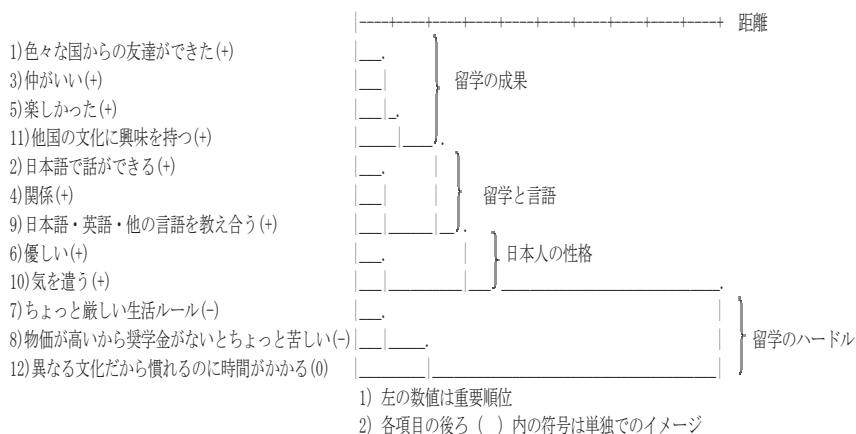 距離
1)色々な国からの友達ができた(+)
3)仲がいい(+)
留学の成果
5)楽しかった(+)
11)他国の文化に興味を持つ(+)
2)日本語で話ができる(+)
4)関係(+)
留学と言語
9)日本語・英語・他の言語を教え合う(+)
6)優しい(+)
日本人の性格
10)気を遣う(+)
7)ちょっと厳しい生活ルール(-)
8)物価が高いから奨学金がないとちょっと苦しい(-)
留学のハードル
12)異なる文化だから慣れるのに時間がかかる(0)
1) 左の数値は重要順位
2) 各項目の後ろ ( ) 内の符号は単独でのイメージ